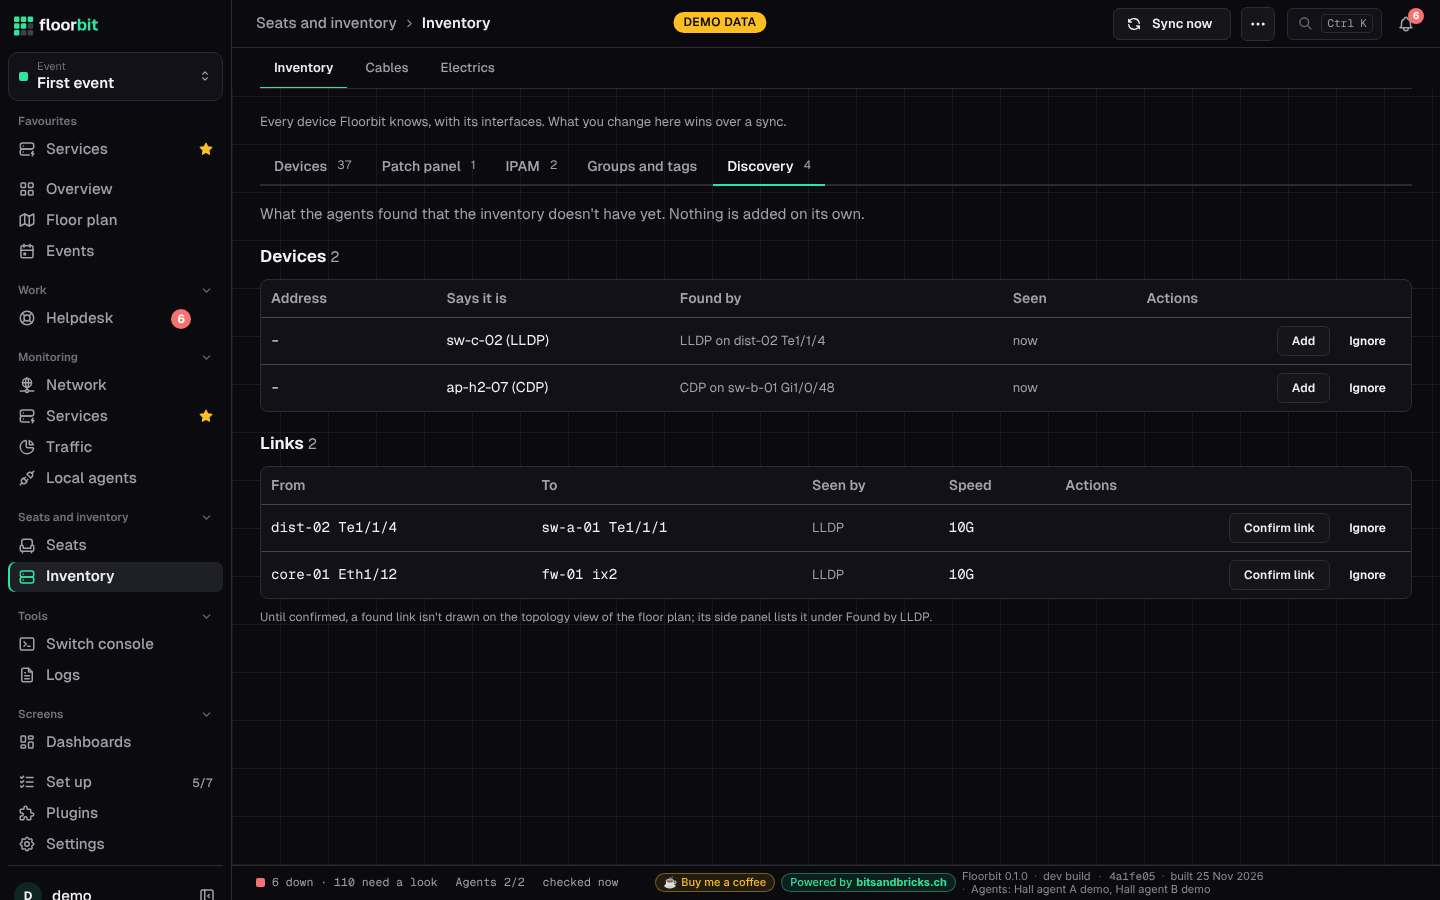 floorbit
Event
First event
Favourites
Services
Overview
Floor plan
Events
Work
Helpdesk 6
Monitoring
Network
Services
Traffic
Local agents
Seats and inventory
Seats
Inventory
Tools
Switch console
Logs
Screens
Dashboards
Set up 5/7
Plugins
Settings
D demo
Seats and inventory › Inventory
DEMO DATA
Sync now
Ctrl K
6
Inventory Cables Electrics
Every device Floorbit knows, with its interfaces. What you change here wins over a sync.
Devices 37 Patch panel 1 IPAM 2 Groups and tags Discovery 4
What the agents found that the inventory doesn't have yet. Nothing is added on its own.
Devices 2
Address Says it is Found by Seen Actions
– sw-c-02 (LLDP) LLDP on dist-02 Te1/1/4 now Add Ignore
– ap-h2-07 (CDP) CDP on sw-b-01 Gi1/0/48 now Add Ignore
Links 2
From To Seen by Speed Actions
dist-02 Te1/1/4 sw-a-01 Te1/1/1 LLDP 10G Confirm link Ignore
core-01 Eth1/12 fw-01 ix2 LLDP 10G Confirm link Ignore
Until confirmed, a found link isn't drawn on the topology view of the floor plan; its side panel lists it under Found by LLDP.
6 down · 110 need a look Agents 2/2 checked now
Buy me a coffee
Powered by bitsandbricks.ch
Floorbit 0.1.0 · dev build · 4a1fe05 · built 25 Nov 2026
· Agents: Hall agent A demo, Hall agent B demo